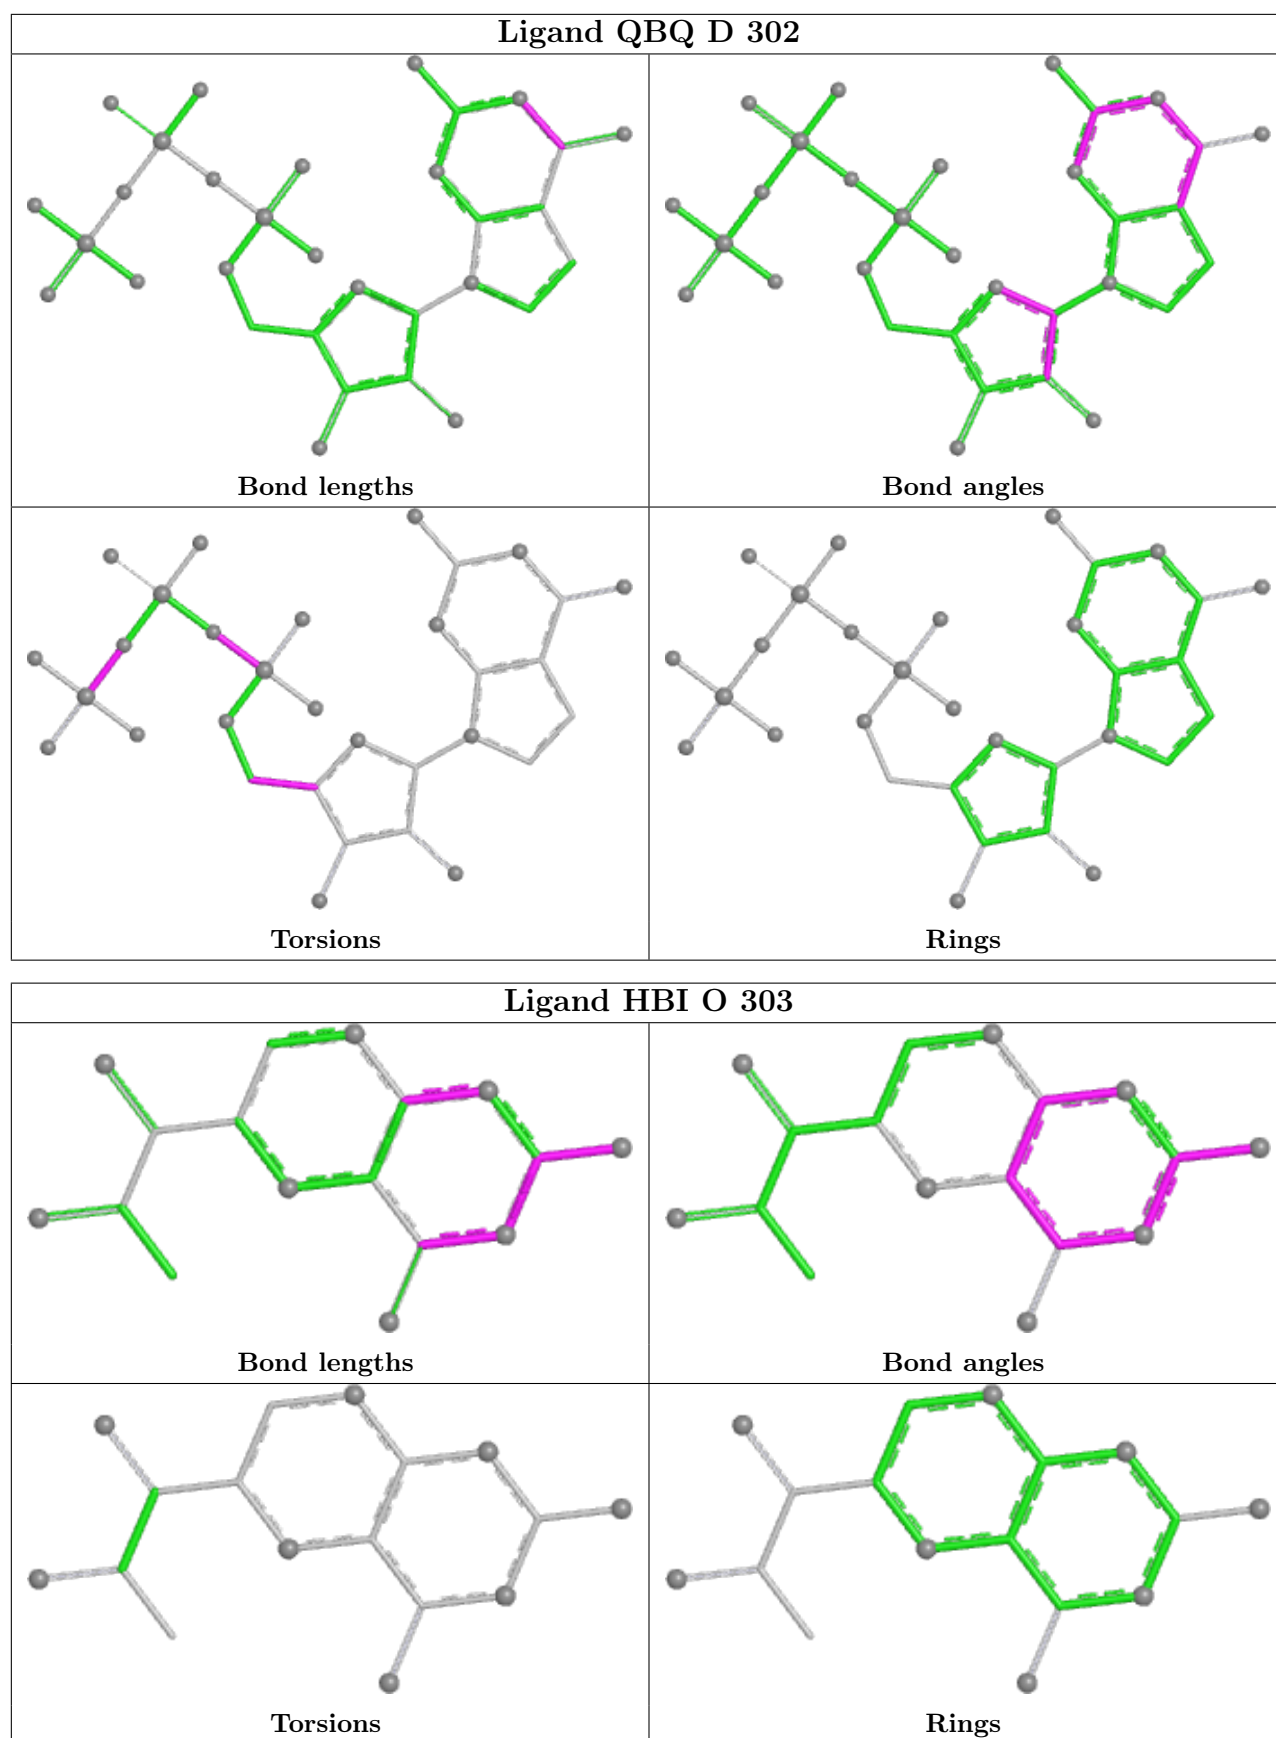 Ligand QBQ D 302
Bond lengths
Bond angles
Torsions
Rings
Ligand HBI O 303
Bond lengths
Bond angles
Torsions
Rings